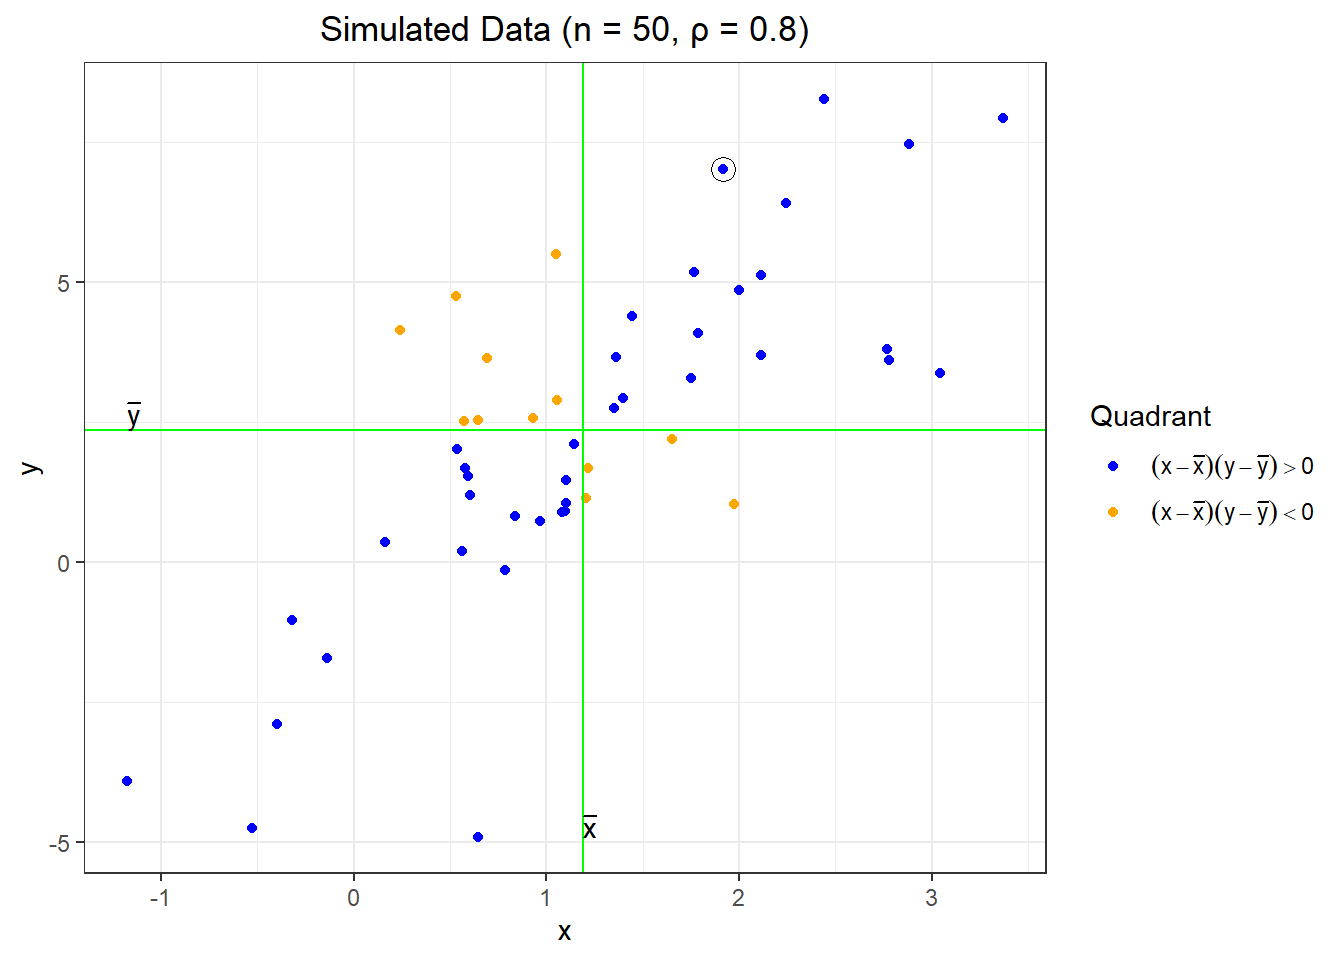 Simulated Data (n = 50, ρ = 0.8)
y
5
0
-5
y̅
x̅
-1 0 1 2 3
x
Quadrant
(x − x̅)(y − y̅) > 0
(x − x̅)(y − y̅) < 0